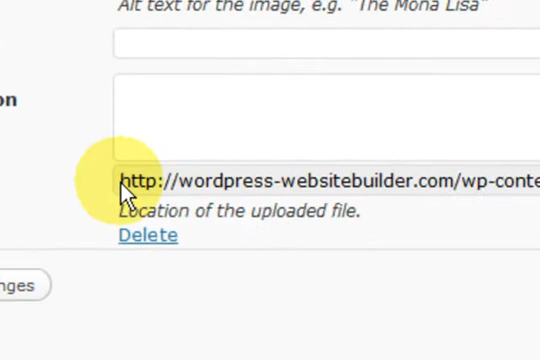 Alt text for the image, e.g. "The Mona Lisa"
on
http://wordpress-websitebuilder.com/wp-conte
Location of the uploaded file.
Delete
nges